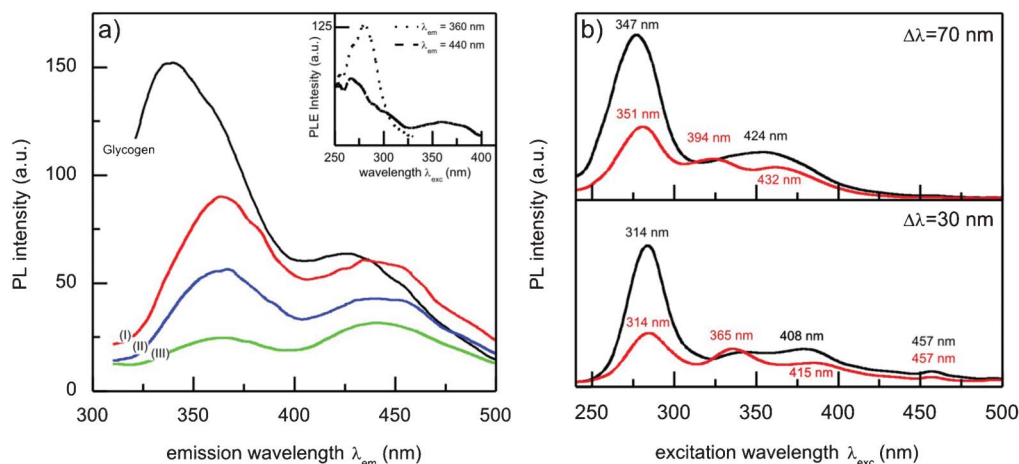 a)
PL intensity (a.u.)
150
100
50
0
300
350
400
450
500
emission wavelength λem (nm)
Glycogen
(I)
(II)
(III)
125
PLE Intesity (a.u.)
λem = 360 nm
λem = 440 nm
250
300
350
400
wavelength λexc (nm)
b)
PL intensity (a.u.)
Δλ=70 nm
347 nm
351 nm
394 nm
424 nm
432 nm
PL intensity (a.u.)
Δλ=30 nm
314 nm
314 nm
365 nm
408 nm
415 nm
457 nm
457 nm
250
300
350
400
450
500
excitation wavelength λexc (nm)